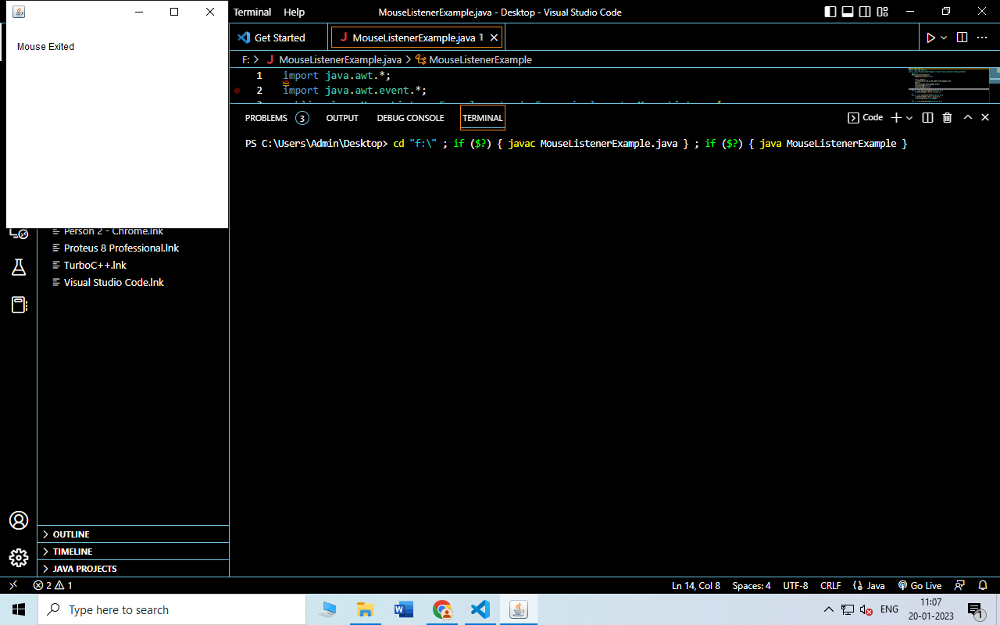 Terminal Help MouseListenerExample.java - Desktop - Visual Studio Code
Mouse Exited
Get Started
MouseListenerExample.java 1
F: > J MouseListenerExample.java > MouseListenerExample
1 import java.awt.*;
2 import java.awt.event.*;
PROBLEMS 3 OUTPUT DEBUG CONSOLE TERMINAL Code
PS C:\Users\Admin\Desktop> cd "f:\" ; if ($?) { javac MouseListenerExample.java } ; if ($?) { java MouseListenerExample }
Person 2 - Chrome.lnk
Proteus 8 Professional.lnk
TurboC++.lnk
Visual Studio Code.lnk
OUTLINE
TIMELINE
JAVA PROJECTS
2 1 Ln 14, Col 8 Spaces: 4 UTF-8 CRLF Java Go Live
Type here to search
ENG
11:07
20-01-2023
1